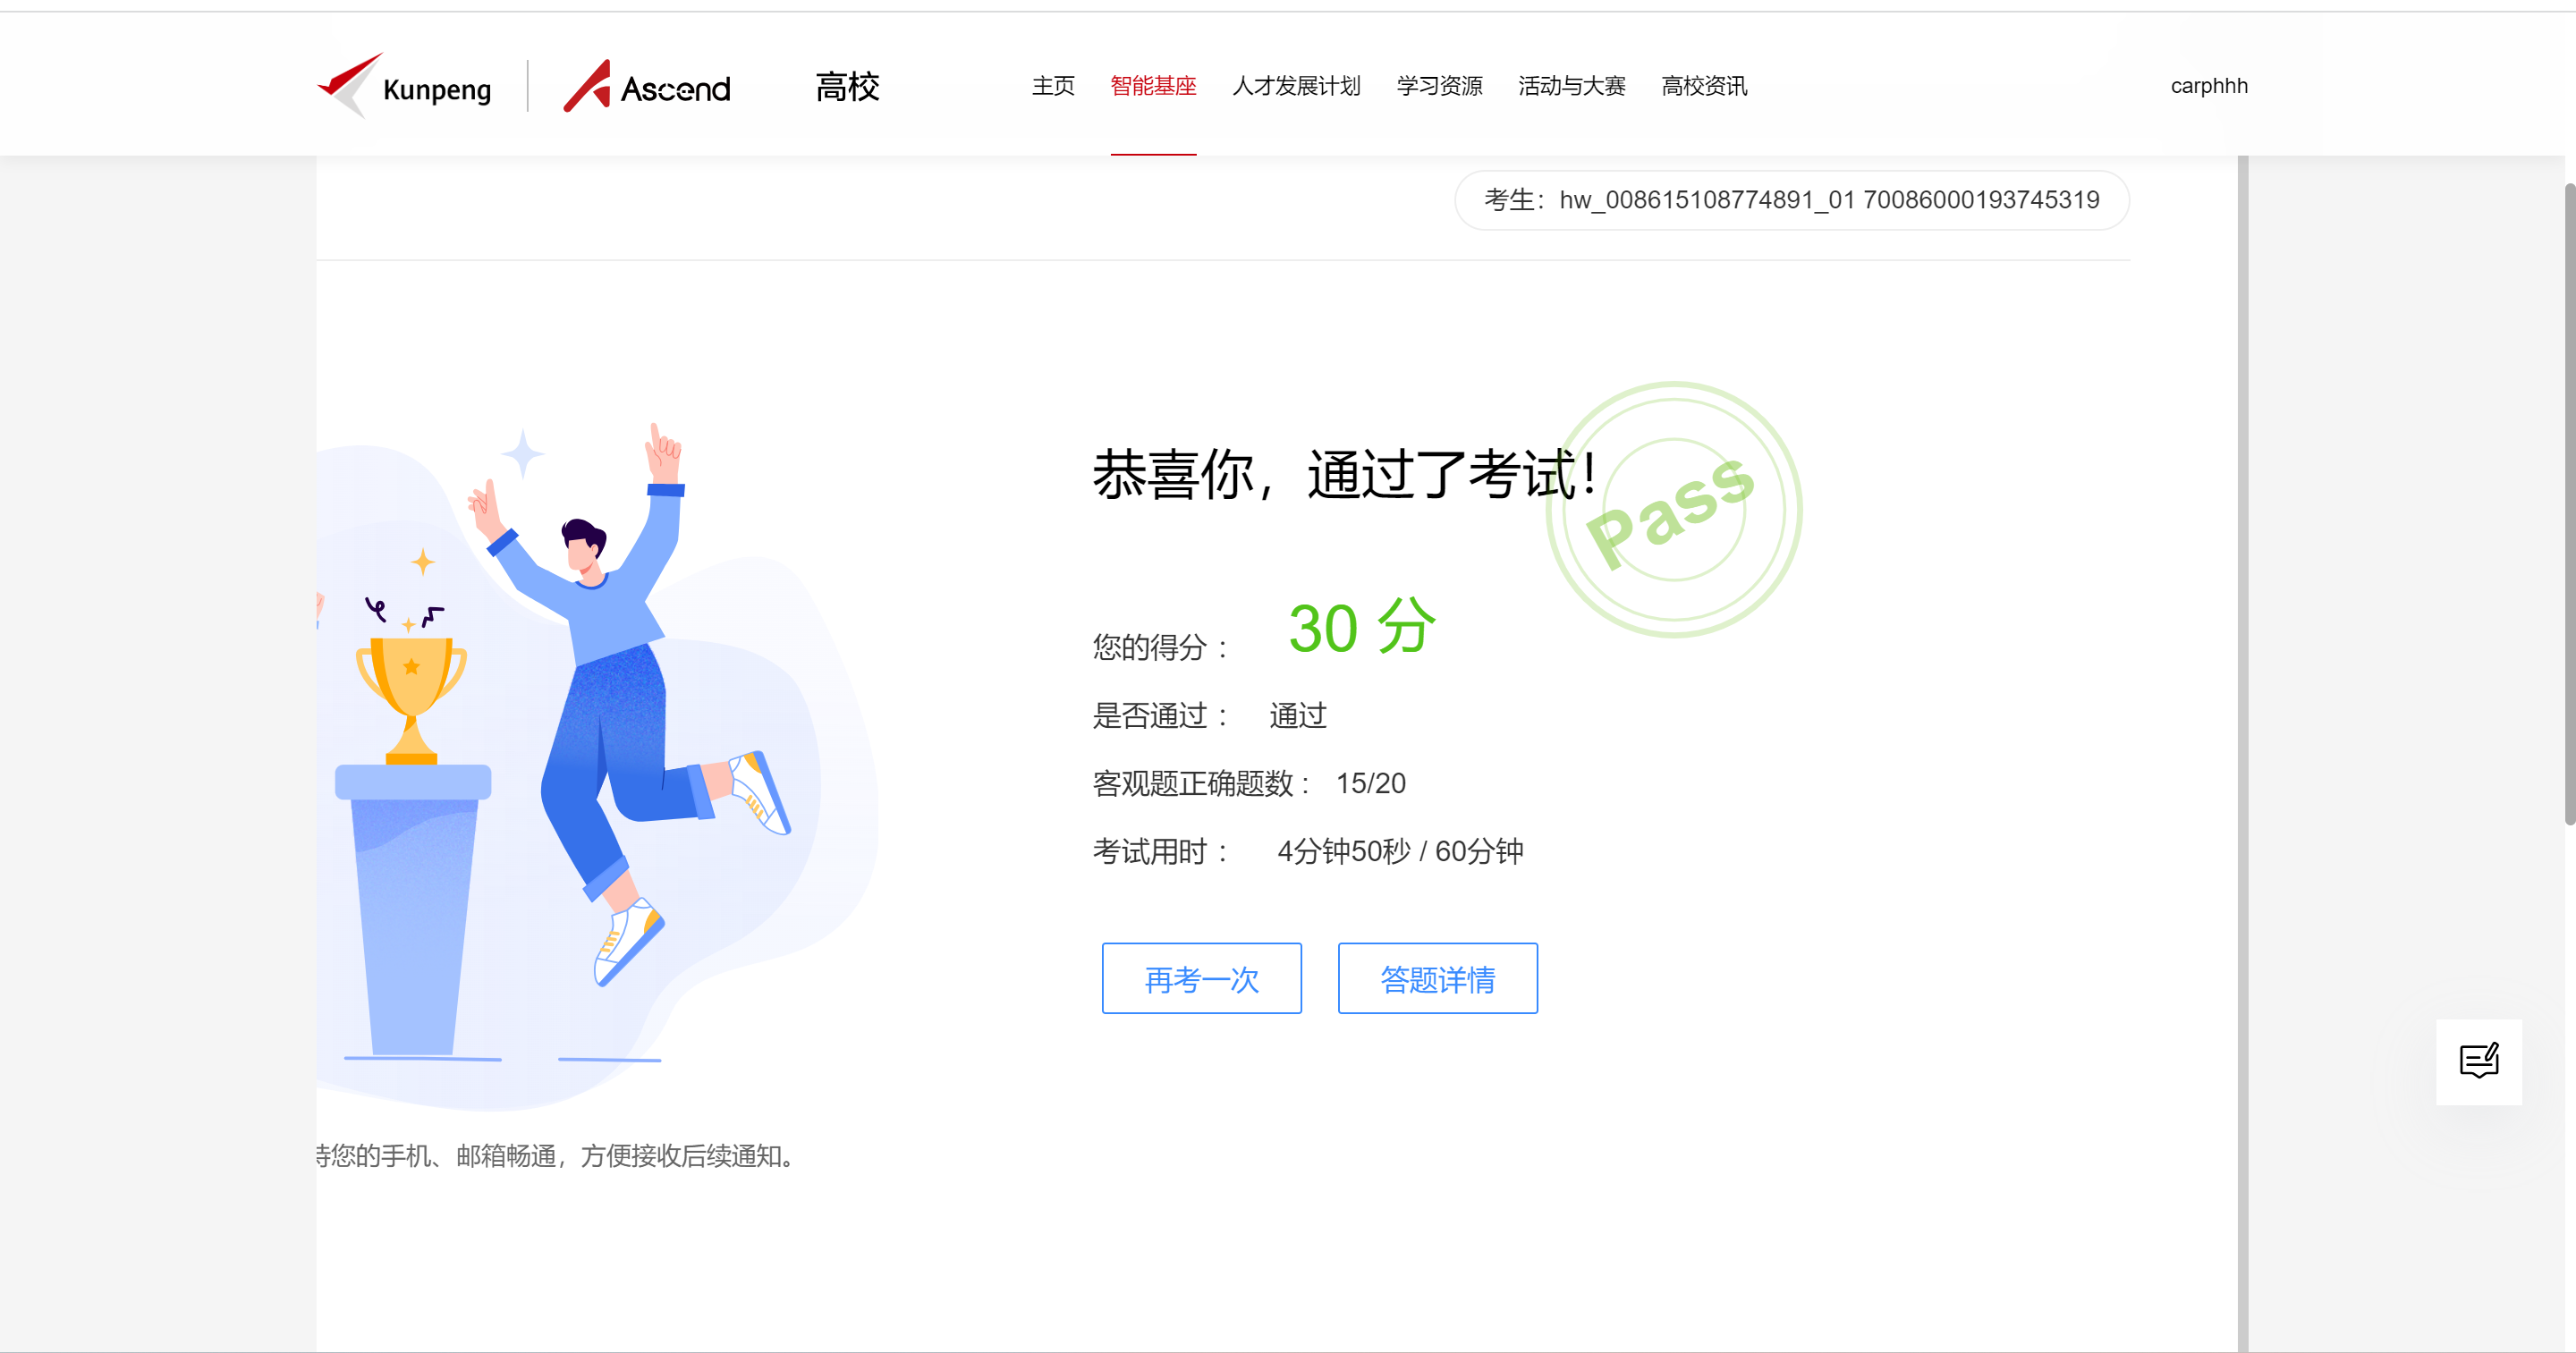 Kunpeng
Ascend
高校
主页 智能基座 人才发展计划 学习资源 活动与大赛 高校资讯
carphhh
考生：hw_008615108774891_01 70086000193745319
恭喜你，通过了考试！
Pass
您的得分： 30 分
是否通过： 通过
客观题正确题数： 15/20
考试用时： 4分钟50秒 / 60分钟
再考一次 答题详情
您的手机、邮箱畅通，方便接收后续通知。